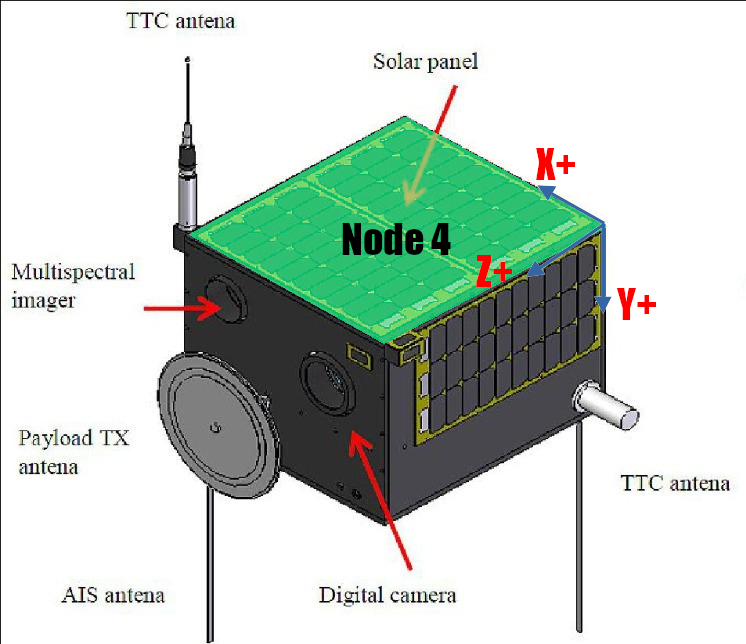 TTC antena
Solar panel
X+
Node 4
Z+
Multispectral
imager
Y+
Payload TX
antena
TTC antena
AIS antena
Digital camera